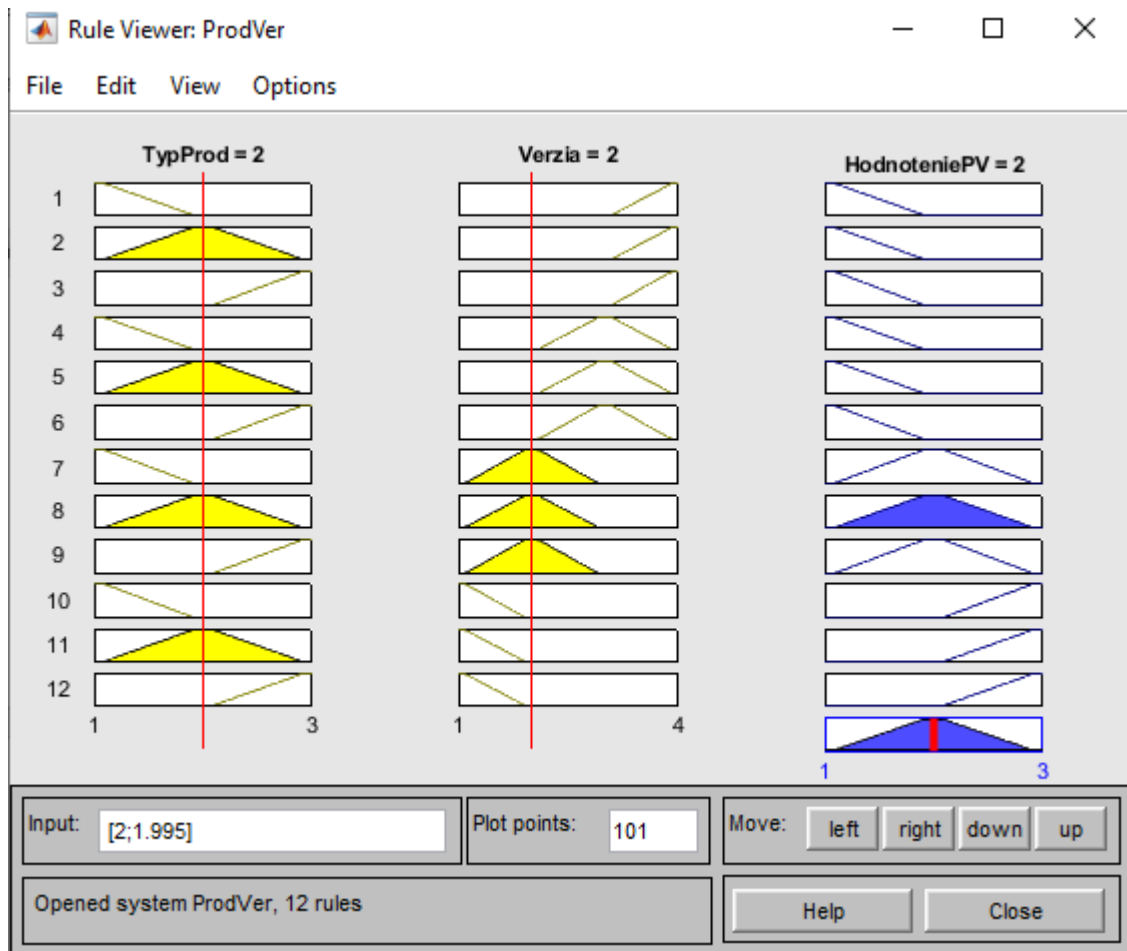 Rule Viewer: ProdVer
File Edit View Options
TypProd = 2 Verzia = 2 HodnoteniePV = 2
1
2
3
4
5
6
7
8
9
10
11
12
1 3 1 4
1 3
Input: [2;1.995] Plot points: 101 Move: left right down up
Opened system ProdVer, 12 rules Help Close